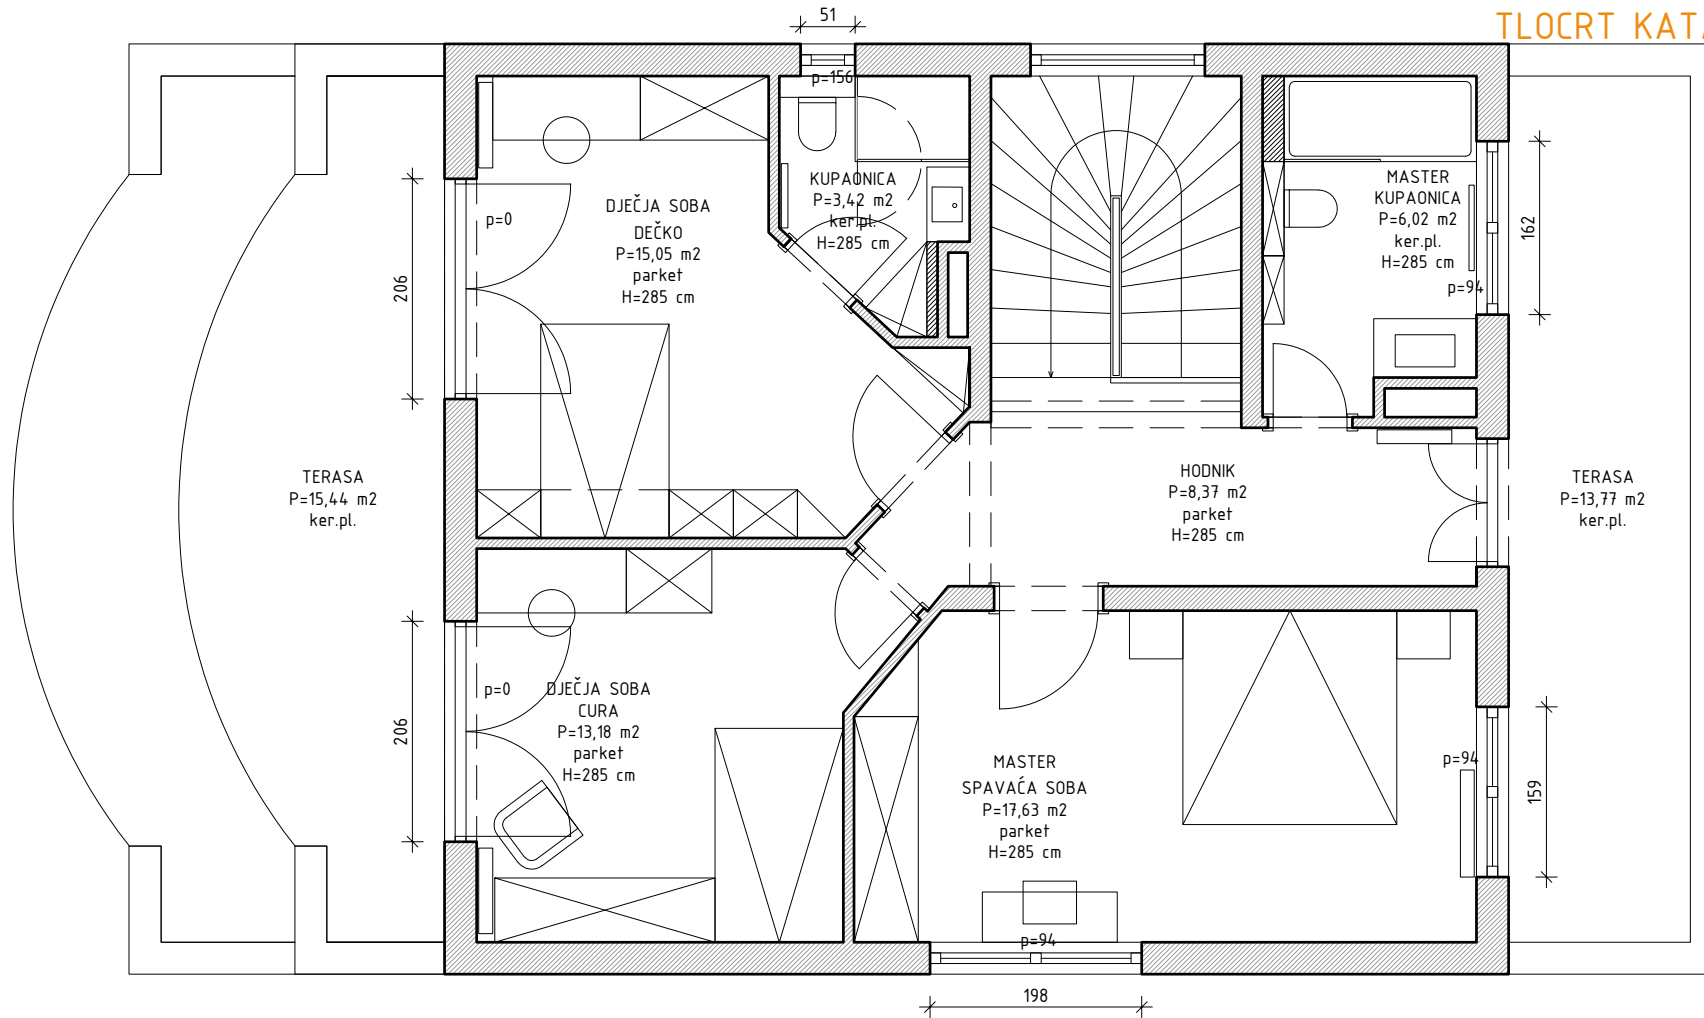 TLOCRT KATA
51
p=156
KUPAONICA
P=3,42 m2
ker.pl.
H=285 cm
MASTER
KUPAONICA
P=6,02 m2
ker.pl.
H=285 cm
p=94
162
DJEČJA SOBA
DEČKO
P=15,05 m2
parket
H=285 cm
p=0
206
TERASA
P=15,44 m2
ker.pl.
HODNIK
P=8,37 m2
parket
H=285 cm
TERASA
P=13,77 m2
ker.pl.
DJEČJA SOBA
CURA
P=13,18 m2
parket
H=285 cm
p=0
206
MASTER
SPAVAĆA SOBA
P=17,63 m2
parket
H=285 cm
p=94
159
p=94
198